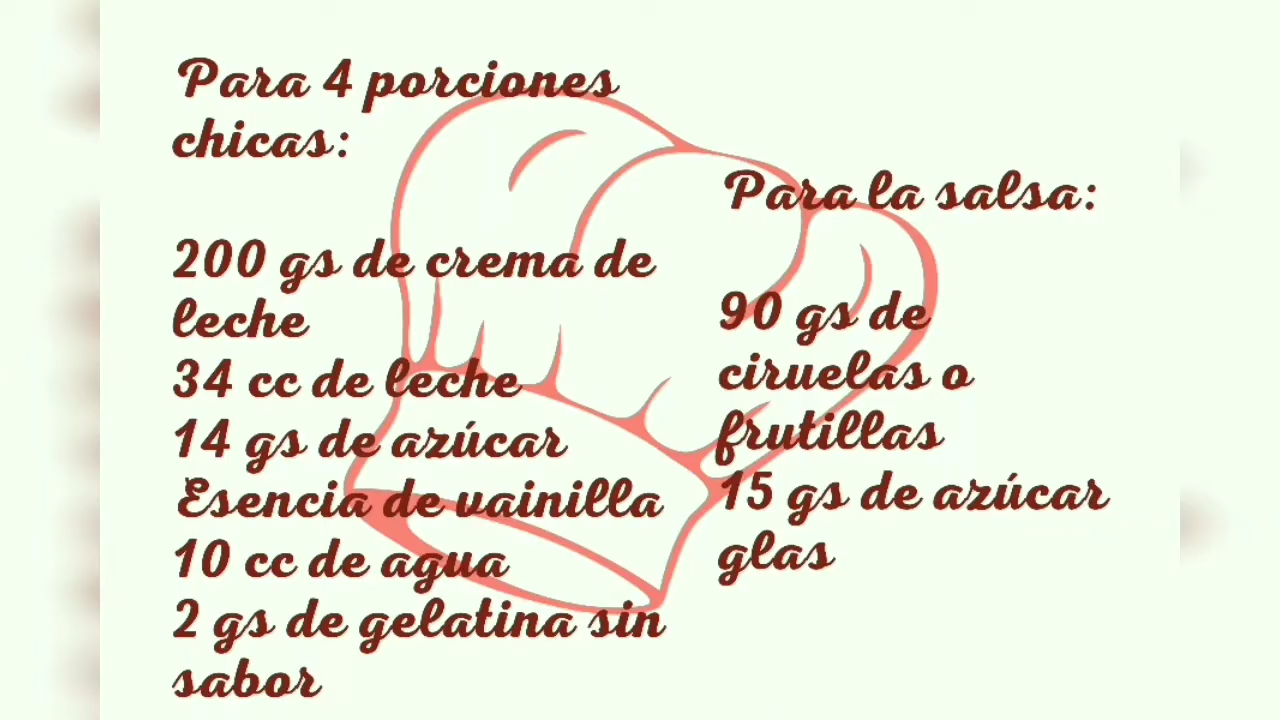 Para 4 porciones
chicas:
200 gs de crema de
leche
34 cc de leche
14 gs de azúcar
Esencia de vainilla
10 cc de agua
2 gs de gelatina sin
sabor
Para la salsa:
90 gs de
ciruelas o
frutillas
15 gs de azúcar
glas